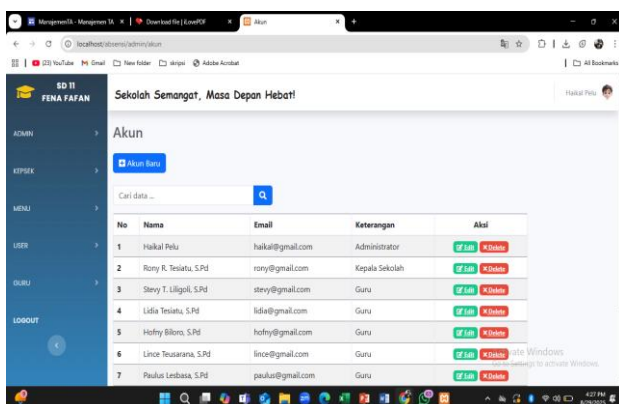 ManajemenTA - Manajemen TA
Download file | iLovePDF
Akun
localhost/absensi/admin/akun
(23) YouTube
Gmail
New folder
skripsi
Adobe Acrobat
All Bookmarks
SD 11
FENA FAFAN
Sekolah Semangat, Masa Depan Hebat!
Haikal Pelu
ADMIN
KEPSEK
MENU
USER
GURU
LOGOUT
Akun
Akun Baru
Cari data ...
No Nama Email Keterangan Aksi
1 Haikal Pelu haikal@gmail.com Administrator Edit Delete
2 Rony R. Tesiatu, S.Pd rony@gmail.com Kepala Sekolah Edit Delete
3 Stevy T. Liligoli, S.Pd stevy@gmail.com Guru Edit Delete
4 Lidia Tesiatu, S.Pd lidia@gmail.com Guru Edit Delete
5 Hofny Biloro, S.Pd hofny@gmail.com Guru Edit Delete
6 Lince Teusarana, S.Pd lince@gmail.com Guru Edit Delete
7 Paulus Lesbasa, S.Pd paulus@gmail.com Guru Edit Delete
vate Windows
to activate Windows.
4:27 PM